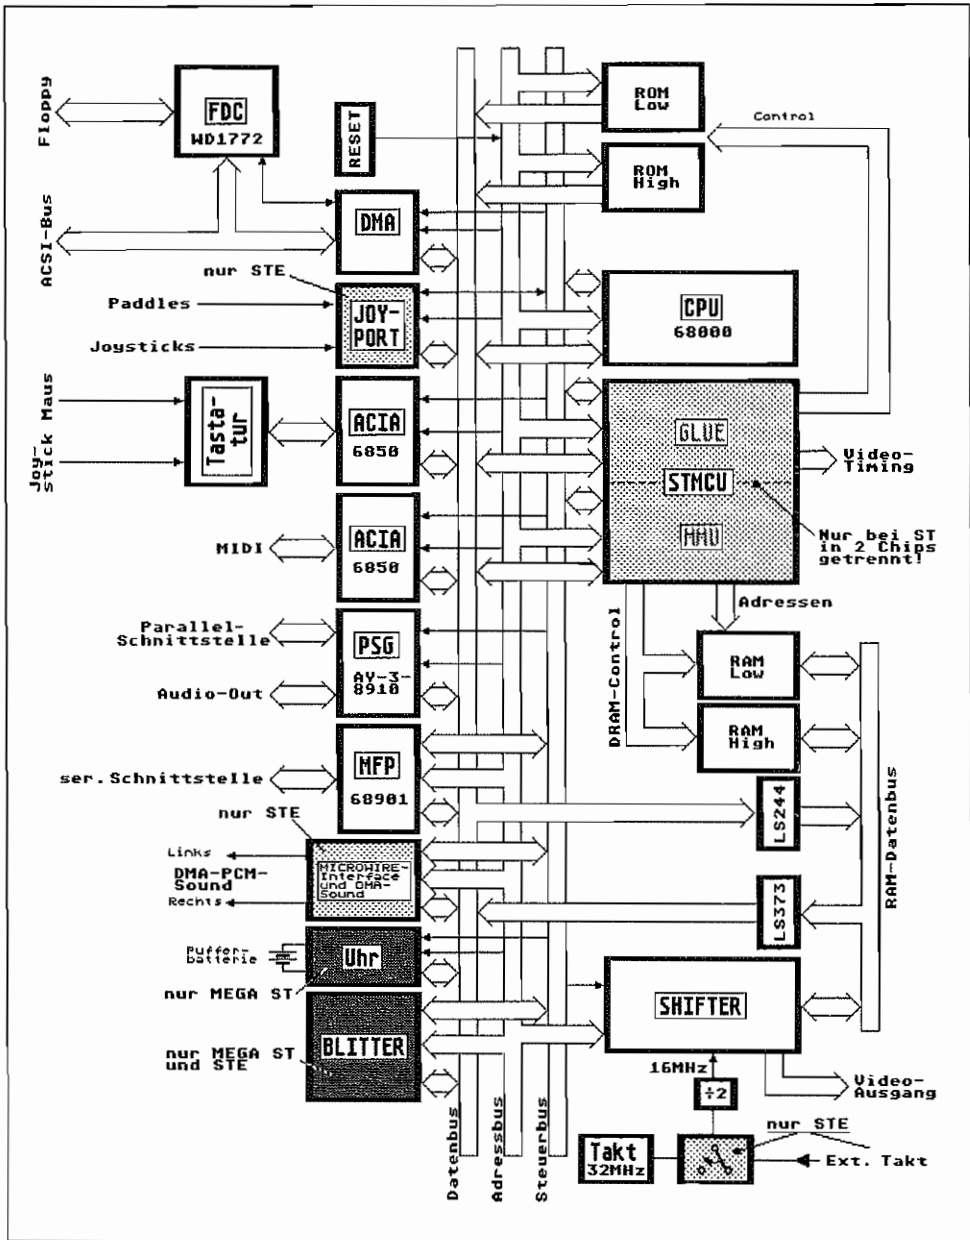 Floppy
FDC
WD1772
RESET
ROM
Low
Control
ROM
High
ACSI-Bus
DMA
nur STE
Paddles
JOY-
PORT
Joysticks
CPU
68000
Maus
Joy-
stick
Tasta-
tur
ACIA
6850
GLUE
STMCU
MMU
Video-
Timing
Nur bei ST
in 2 Chips
getrennt!
MIDI
ACIA
6850
Adressen
Parallel-
Schnittstelle
PSG
AY-3-
8910
Audio-Out
DRAM-Control
RAM
Low
RAM
High
ser.Schnittstelle
MFP
68901
LS244
RAM-Datenbus
nur STE
Links
DMA-PCM-
Sound
Rechts
MICROWIRE-
Interface
und DMA-
Sound
LS373
Puffer-
batterie
Uhr
nur MEGA ST
SHIFTER
BLITTER
nur MEGA ST
und STE
16MHz
÷2
Video-
Ausgang
Datenbus
Adressbus
Steuerbus
Takt
32MHz
nur STE
Ext. Takt